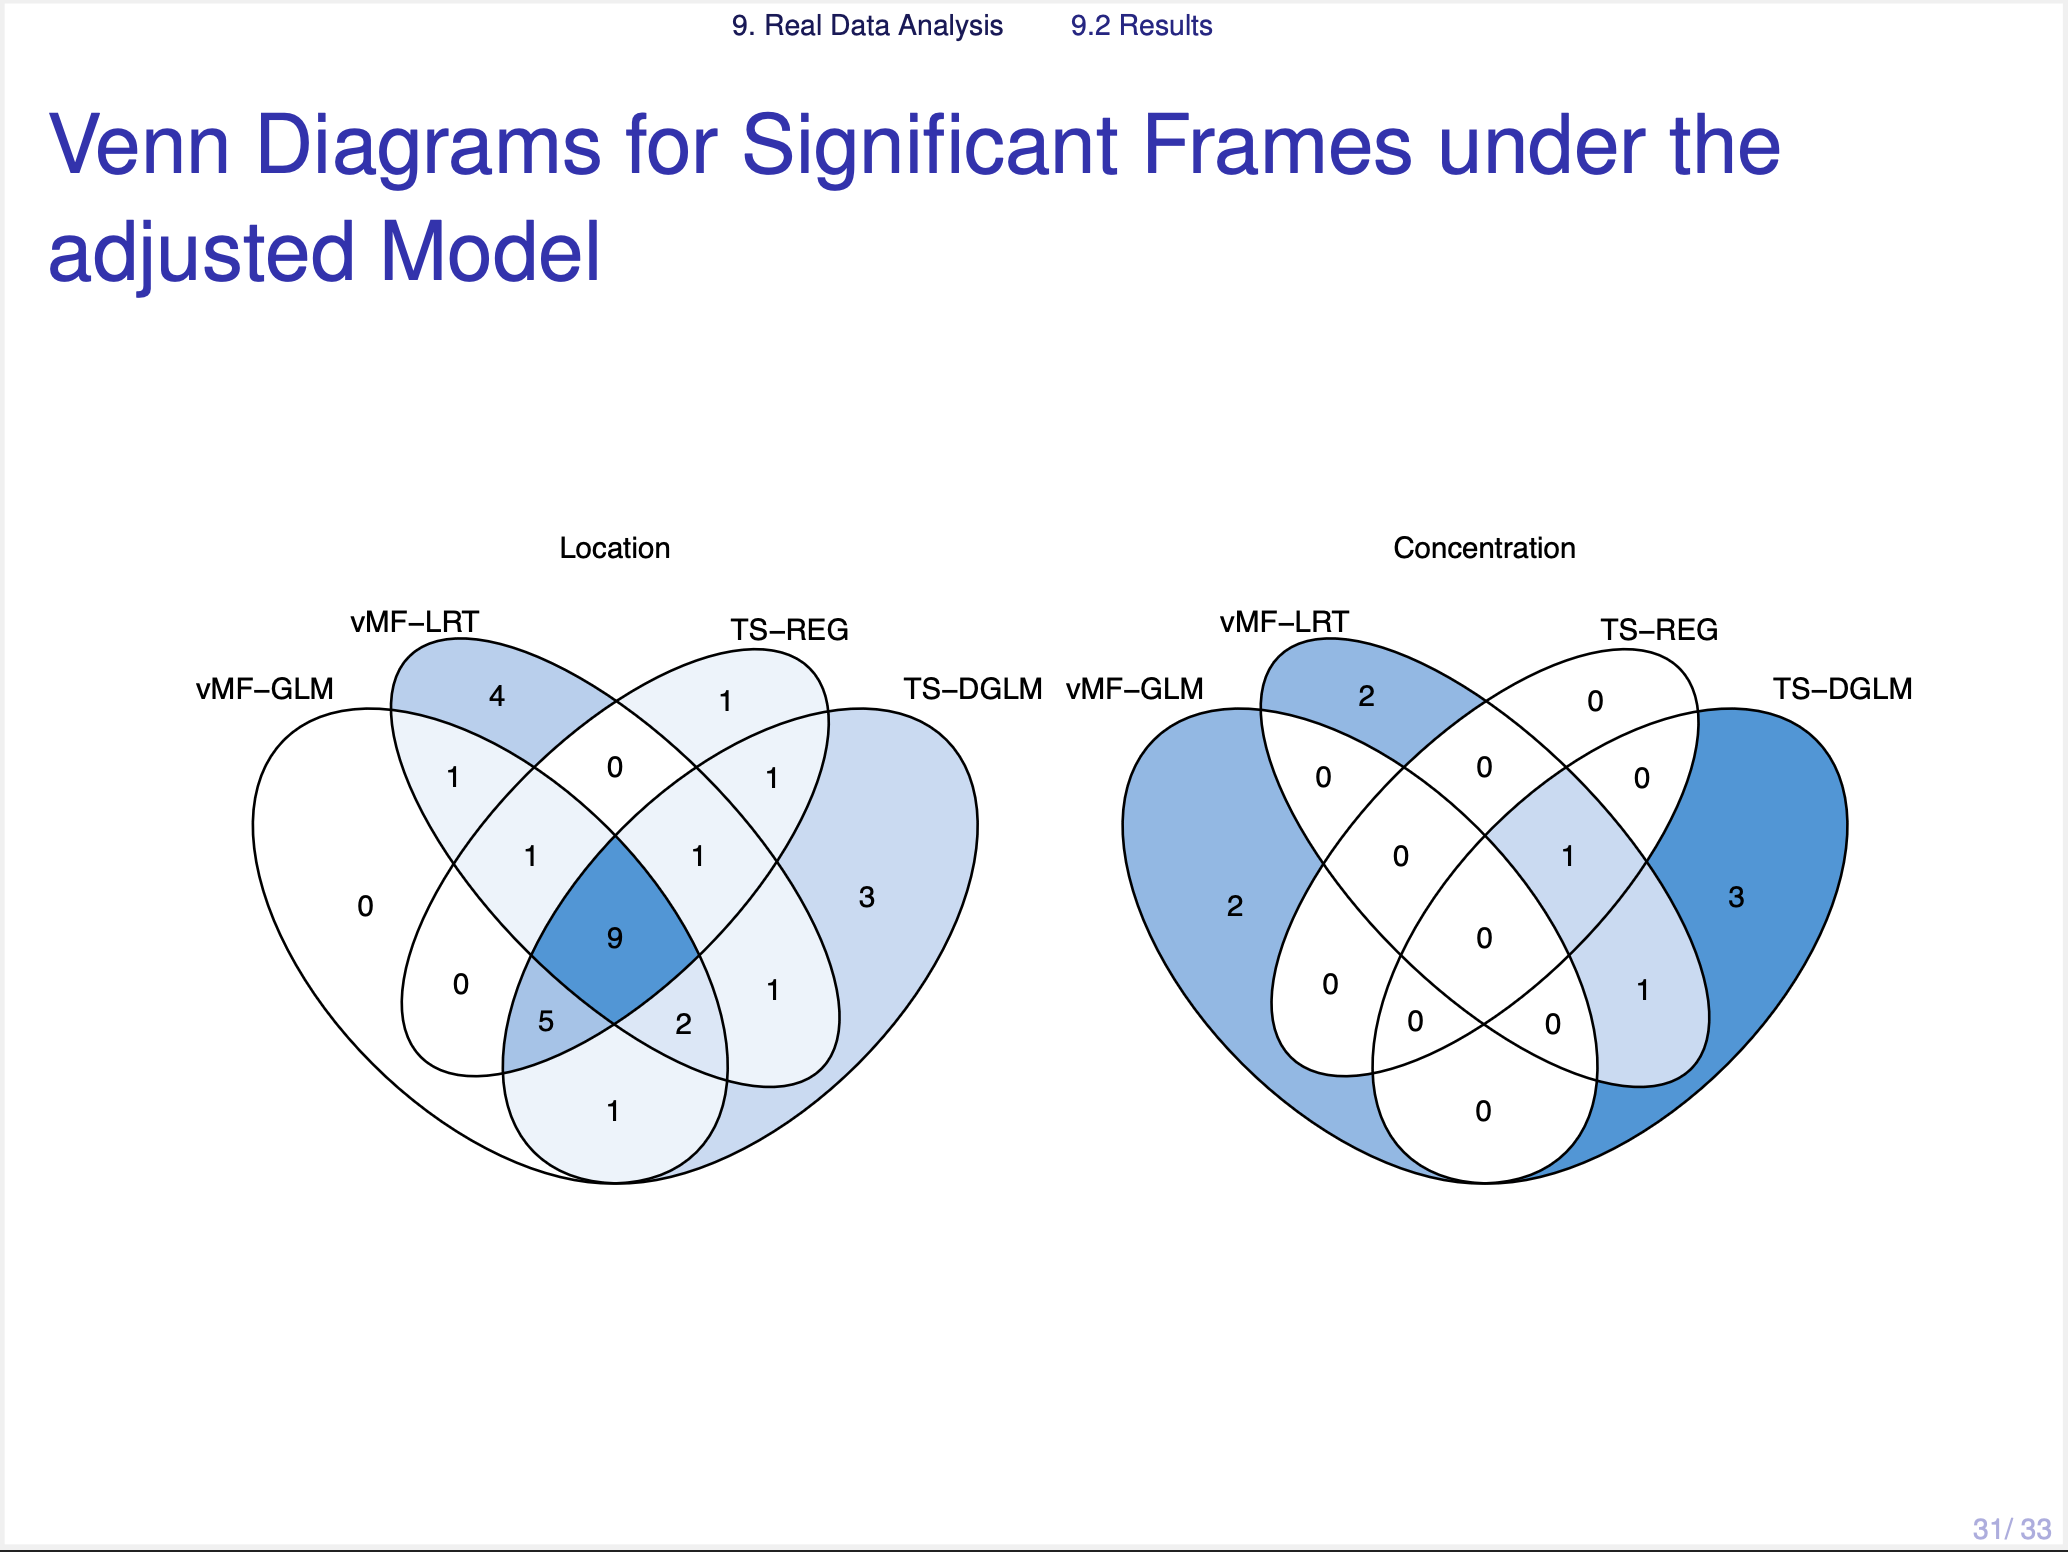 9. Real Data Analysis 9.2 Results
Venn Diagrams for Significant Frames under the
adjusted Model
Location
vMF−LRT
TS−REG
vMF−GLM
TS−DGLM
4
1
1
0
1
1
1
0
3
9
0
1
5
2
1
Concentration
vMF−LRT
TS−REG
vMF−GLM
TS−DGLM
2
0
0
0
0
0
1
2
3
0
0
1
0
0
0
31/ 33